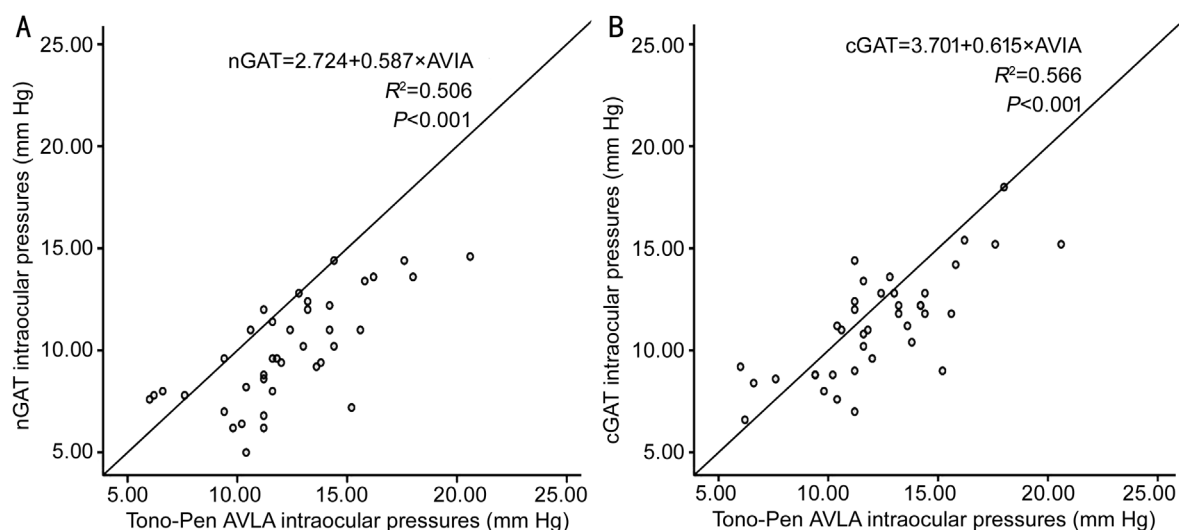 A
25.00
20.00
15.00
10.00
5.00
nGAT intraocular pressures (mm Hg)
nGAT=2.724+0.587×AVIA
R²=0.506
P<0.001
5.00 10.00 15.00 20.00 25.00
Tono-Pen AVLA intraocular pressures (mm Hg)
B
25.00
20.00
15.00
10.00
5.00
cGAT intraocular pressures (mm Hg)
cGAT=3.701+0.615×AVIA
R²=0.566
P<0.001
5.00 10.00 15.00 20.00 25.00
Tono-Pen AVLA intraocular pressures (mm Hg)